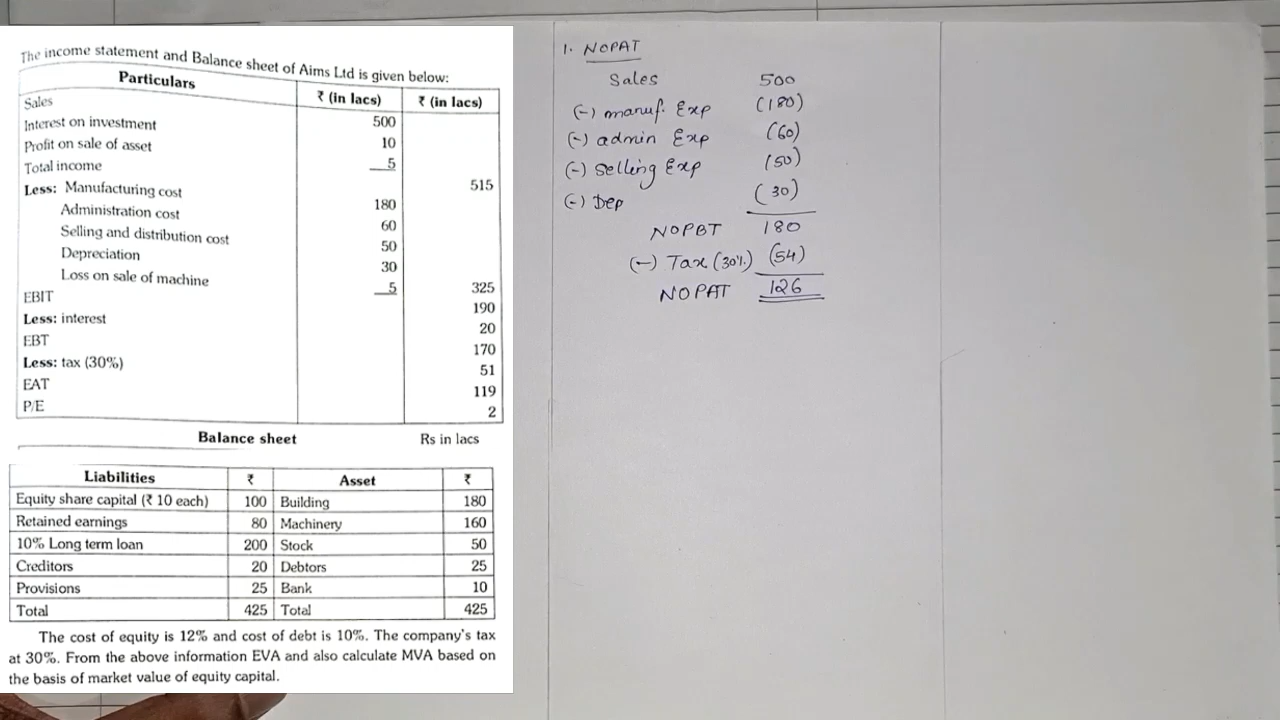 The income statement and Balance sheet of Aims Ltd is given below:
Particulars ₹ (in lacs) ₹ (in lacs)
Sales 500
Interest on investment 10
Profit on sale of asset 5
Total income 515
Less: Manufacturing cost 180
Administration cost 60
Selling and distribution cost 50
Depreciation 30
Loss on sale of machine 5 325
EBIT 190
Less: interest 20
EBT 170
Less: tax (30%) 51
EAT 119
P/E 2
Balance sheet Rs in lacs
Liabilities ₹ Asset ₹
Equity share capital (₹ 10 each) 100 Building 180
Retained earnings 80 Machinery 160
10% Long term loan 200 Stock 50
Creditors 20 Debtors 25
Provisions 25 Bank 10
Total 425 Total 425
The cost of equity is 12% and cost of debt is 10%. The company's tax
at 30%. From the above information EVA and also calculate MVA based on
the basis of market value of equity capital.
1. NOPAT
Sales 500
(-) manuf. Exp (180)
(-) admin Exp (60)
(-) Selling Exp (50)
(-) Dep (30)
NOPBT 180
(-) Tax (30%) (54)
NOPAT 126